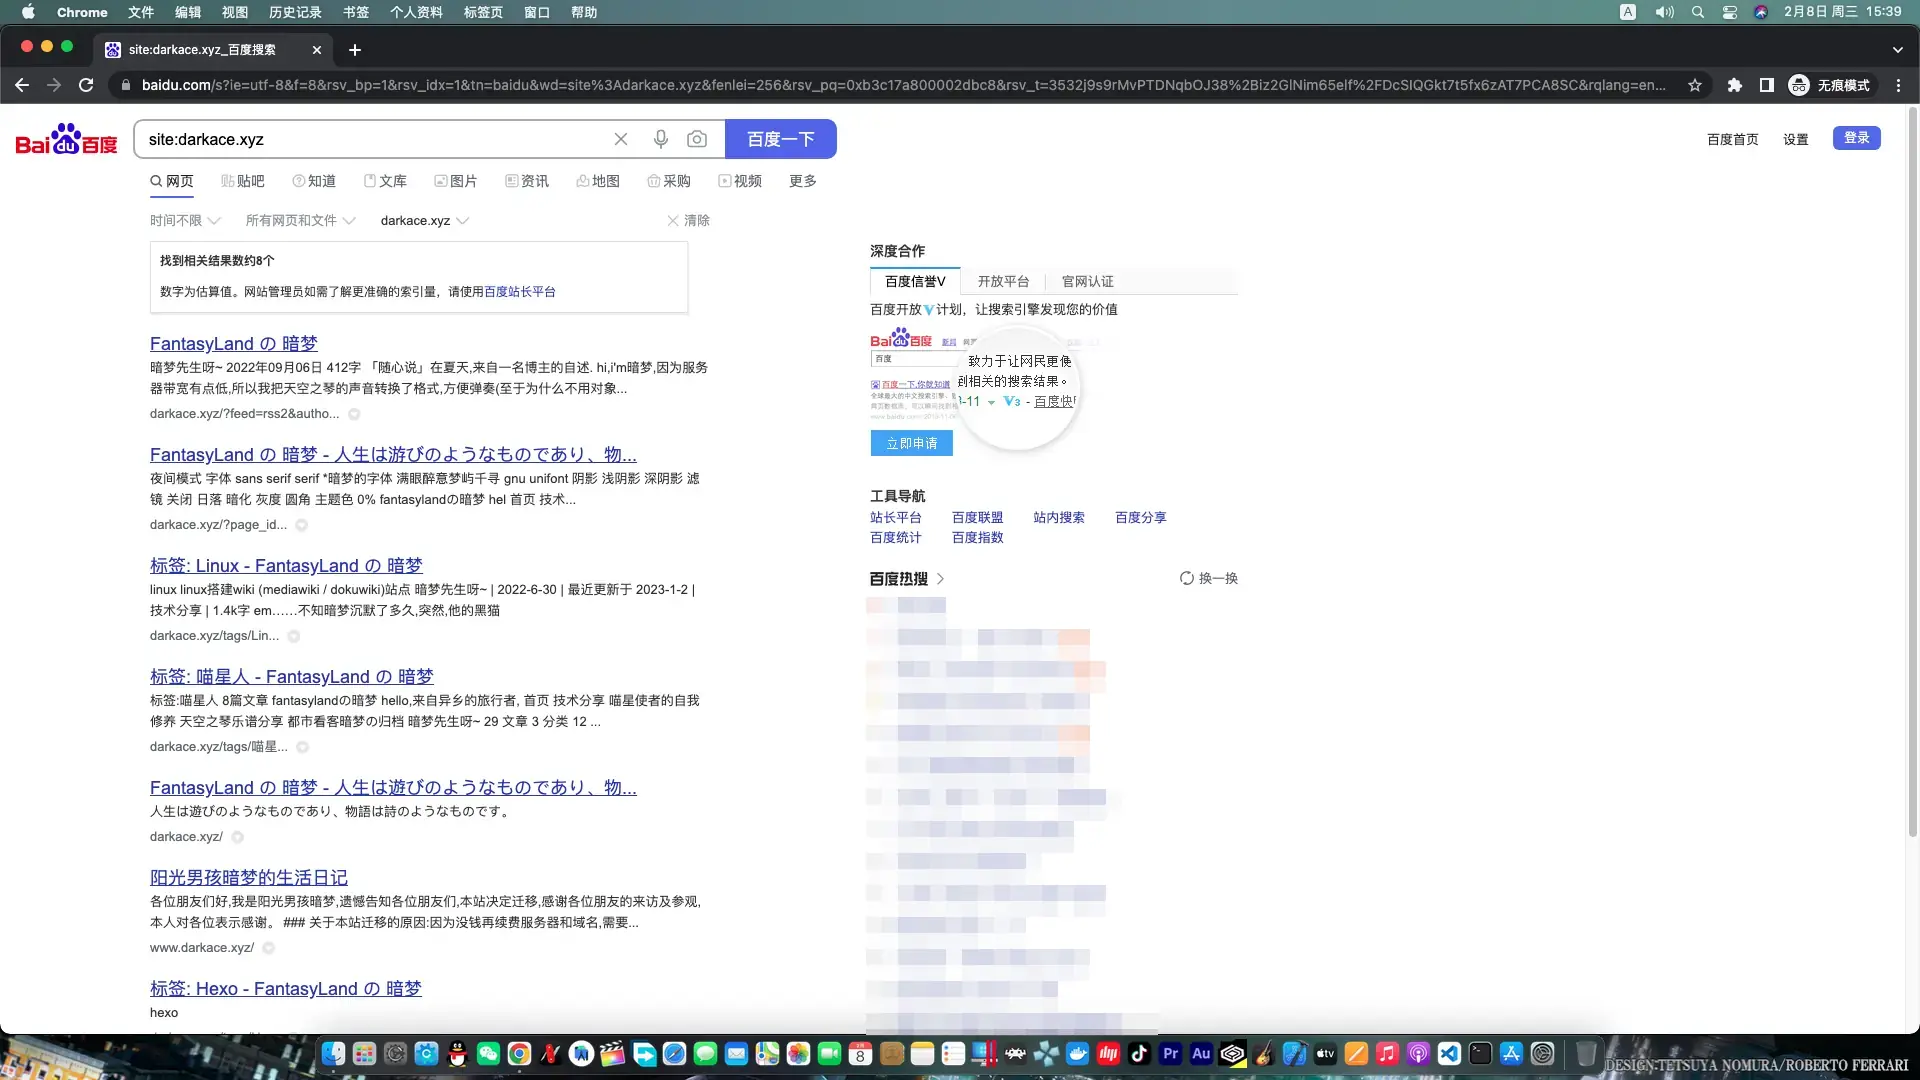 Chrome 文件 编辑 视图 历史记录 书签 个人资料 标签页 窗口 帮助 A 2月8日 周三 15:39
site:darkace.xyz_百度搜索
baidu.com/s?ie=utf-8&f=8&rsv_bp=1&rsv_idx=1&tn=baidu&wd=site%3Adarkace.xyz&fenlei=256&rsv_pq=0xb3c17a800002dbc8&rsv_t=3532j9s9rMvPTDNqbOJ38%2Biz2GlNim65elf%2FDcSIQGkt7t5fx6zAT7PCA8SC&rqlang=en... 无痕模式
Bai du 百度 site:darkace.xyz 百度一下 百度首页 设置 登录
网页 贴吧 知道 文库 图片 资讯 地图 采购 视频 更多
时间不限 所有网页和文件 darkace.xyz 清除
找到相关结果数约8个
数字为估算值。网站管理员如需了解更准确的索引量，请使用百度站长平台
FantasyLand の 暗梦
暗梦先生呀~ 2022年09月06日 412字 「随心说」在夏天,来自一名博主的自述. hi,i'm暗梦,因为服务
器带宽有点低,所以我把天空之琴的声音转换了格式,方便弹奏(至于为什么不用对象...
darkace.xyz/?feed=rss2&autho...
FantasyLand の 暗梦 - 人生は遊びのようなものであり、物...
夜间模式 字体 sans serif serif *暗梦的字体 满眼醉意梦屿千寻 gnu unifont 阴影 浅阴影 深阴影 滤
镜 关闭 日落 暗化 灰度 圆角 主题色 0% fantasylandの暗梦 hel 首页 技术...
darkace.xyz/?page_id...
标签: Linux - FantasyLand の 暗梦
linux linux搭建wiki (mediawiki / dokuwiki)站点 暗梦先生呀~ | 2022-6-30 | 最近更新于 2023-1-2 |
技术分享 | 1.4k字 em……不知暗梦沉默了多久,突然,他的黑猫
darkace.xyz/tags/Lin...
标签: 喵星人 - FantasyLand の 暗梦
标签:喵星人 8篇文章 fantasylandの暗梦 hello,来自异乡的旅行者, 首页 技术分享 喵星使者的自我
修养 天空之琴乐谱分享 都市看客暗梦の归档 暗梦先生呀~ 29 文章 3 分类 12 ...
darkace.xyz/tags/喵星...
FantasyLand の 暗梦 - 人生は遊びのようなものであり、物...
人生は遊びのようなものであり、物語は詩のようなものです。
darkace.xyz/
阳光男孩暗梦的生活日记
各位朋友们好,我是阳光男孩暗梦,遗憾告知各位朋友们,本站决定迁移,感谢各位朋友的来访及参观,
本人对各位表示感谢。 ### 关于本站迁移的原因:因为没钱再续费服务器和域名,需要...
www.darkace.xyz/
标签: Hexo - FantasyLand の 暗梦
hexo
深度合作
百度信誉V 开放平台 官网认证
百度开放V计划，让搜索引擎发现您的价值
Bai du 百度 新闻
百度
百度一下,你就知道
致力于让网民更便
到相关的搜索结果。
-11 V3 - 百度快
立即申请
工具导航
站长平台 百度联盟 站内搜索 百度分享
百度统计 百度指数
百度热搜 换一换
8 Pr Au tv
DESIGN:TETSUYA NOMURA/ROBERTO FERRARI